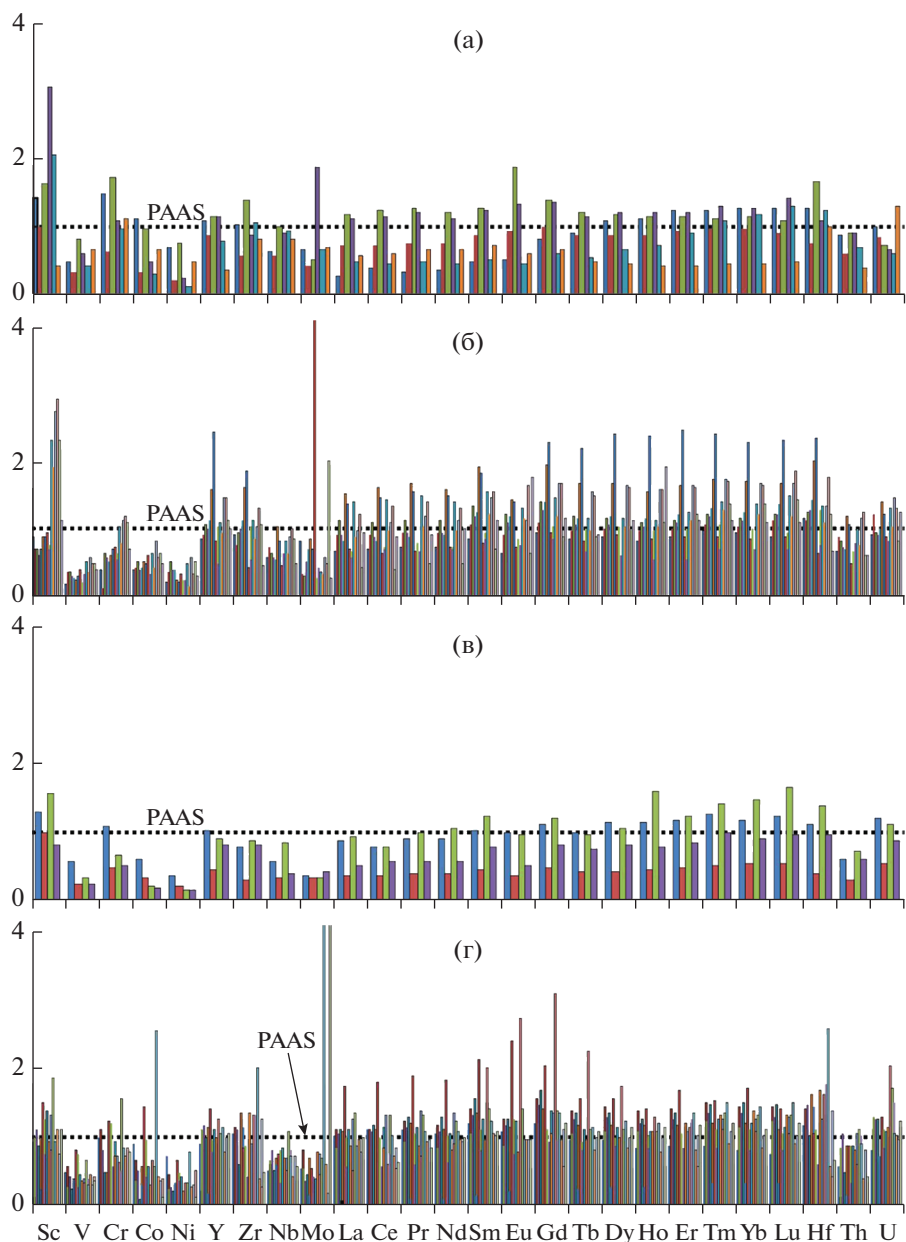 4
(а)
2
PAAS
0
4
(б)
2
PAAS
0
4
(в)
2
PAAS
0
4
(г)
PAAS
2
0
Sc V Cr Co Ni Y Zr Nb Mo La Ce Pr Nd Sm Eu Gd Tb Dy Ho Er Tm Yb Lu Hf Th U